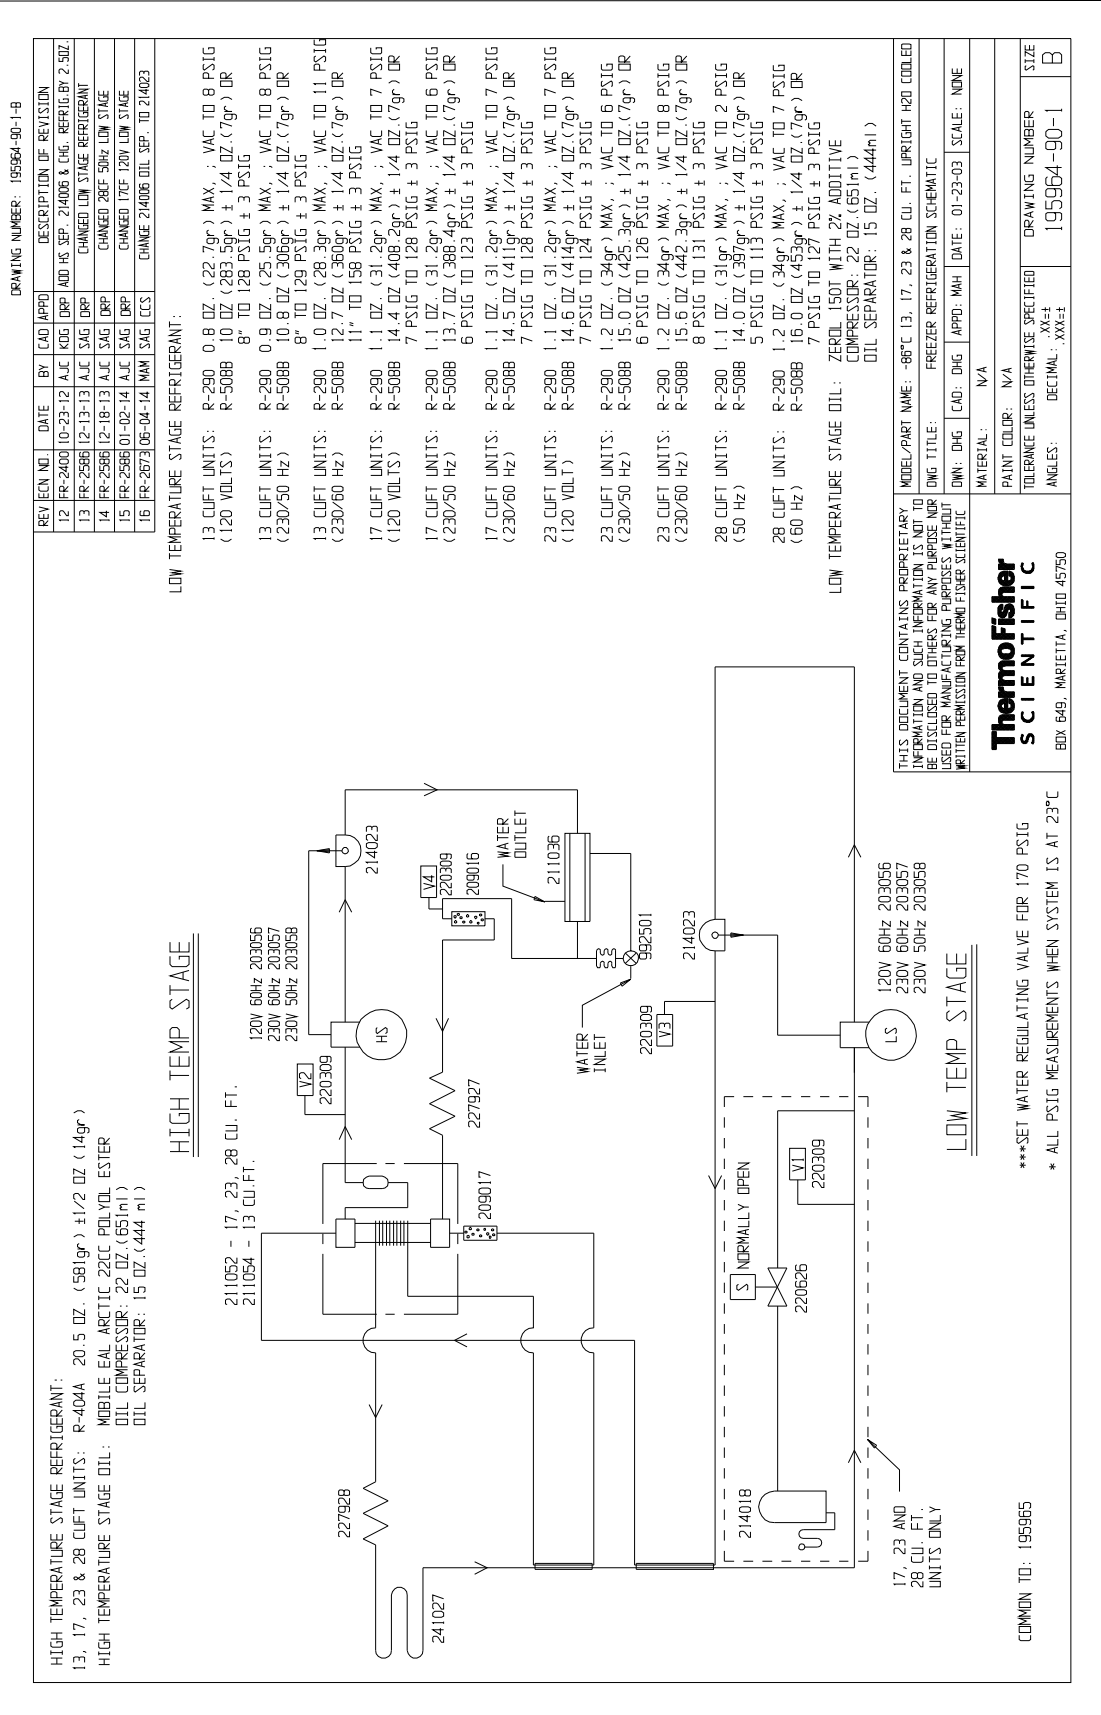 DRAWING NUMBER: 195964-90-1-B
REV ECN NO. DATE BY CAD APPD DESCRIPTION OF REVISION
12 FR-2400 10-23-12 AJC KDG DRP ADD HS SEP. 214006 & CHG. REFRIG.BY 2.5OZ.
13 FR-2586 12-13-13 AJC SAG DRP CHANGED LOW STAGE REFRIGERANT
14 FR-2586 12-18-13 AJC SAG DRP CHANGED 28CF 50Hz LOW STAGE
15 FR-2586 01-02-14 AJC SAG DRP CHANGED 17CF 120V LOW STAGE
16 FR-2673 06-04-14 MAM SAG CCS CHANGE 214006 OIL SEP. TO 214023
HIGH TEMPERATURE STAGE REFRIGERANT:
13, 17, 23 & 28 CUFT UNITS: R-404A 20.5 OZ. (581gr) ±1/2 OZ (14gr)
HIGH TEMPERATURE STAGE OIL: MOBILE EAL ARCTIC 22CC POLYOL ESTER
OIL COMPRESSOR: 22 OZ.(651ml)
OIL SEPARATOR: 15 OZ.(444 ml)
LOW TEMPERATURE STAGE REFRIGERANT:
13 CUFT UNITS: R-290 0.8 OZ. (22.7gr) MAX, ; VAC TO 8 PSIG
(120 VOLTS) R-508B 10 OZ (283.5gr) ± 1/4 OZ.(7gr) OR
8" TO 128 PSIG ± 3 PSIG
13 CUFT UNITS: R-290 0.9 OZ. (25.5gr) MAX, ; VAC TO 8 PSIG
(230/50 Hz) R-508B 10.8 OZ (306gr) ± 1/4 OZ.(7gr) OR
8" TO 129 PSIG ± 3 PSIG
13 CUFT UNITS: R-290 1.0 OZ. (28.3gr) MAX, ; VAC TO 11 PSIG
(230/60 Hz) R-508B 12.7 OZ (360gr) ± 1/4 OZ.(7gr) OR
11" TO 158 PSIG ± 3 PSIG
17 CUFT UNITS: R-290 1.1 OZ. (31.2gr) MAX, ; VAC TO 7 PSIG
(120 VOLTS) R-508B 14.4 OZ (408.2gr) ± 1/4 OZ.(7gr) OR
7 PSIG TO 128 PSIG ± 3 PSIG
17 CUFT UNITS: R-290 1.1 OZ. (31.2gr) MAX, ; VAC TO 6 PSIG
(230/50 Hz) R-508B 13.7 OZ (388.4gr) ± 1/4 OZ.(7gr) OR
6 PSIG TO 123 PSIG ± 3 PSIG
17 CUFT UNITS: R-290 1.1 OZ. (31.2gr) MAX, ; VAC TO 7 PSIG
(230/60 Hz) R-508B 14.5 OZ (411gr) ± 1/4 OZ.(7gr) OR
7 PSIG TO 128 PSIG ± 3 PSIG
23 CUFT UNITS: R-290 1.1 OZ. (31.2gr) MAX, ; VAC TO 7 PSIG
(120 VOLT) R-508B 14.6 OZ (414gr) ± 1/4 OZ.(7gr) OR
7 PSIG TO 124 PSIG ± 3 PSIG
23 CUFT UNITS: R-290 1.2 OZ. (34gr) MAX, ; VAC TO 6 PSIG
(230/50 Hz) R-508B 15.0 OZ (425.3gr) ± 1/4 OZ.(7gr) OR
6 PSIG TO 126 PSIG ± 3 PSIG
23 CUFT UNITS: R-290 1.2 OZ. (34gr) MAX, ; VAC TO 8 PSIG
(230/60 Hz) R-508B 15.6 OZ (442.3gr) ± 1/4 OZ.(7gr) OR
8 PSIG TO 131 PSIG ± 3 PSIG
28 CUFT UNITS: R-290 1.1 OZ. (31gr) MAX, ; VAC TO 2 PSIG
(50 Hz) R-508B 14.0 OZ (397gr) ± 1/4 OZ.(7gr) OR
5 PSIG TO 113 PSIG ± 3 PSIG
28 CUFT UNITS: R-290 1.2 OZ. (34gr) MAX, ; VAC TO 7 PSIG
(60 Hz) R-508B 16.0 OZ (453gr) ± 1/4 OZ.(7gr) OR
7 PSIG TO 127 PSIG ± 3 PSIG
LOW TEMPERATURE STAGE OIL: ZEROL 150T WITH 2% ADDITIVE
COMPRESSOR: 22 OZ.(651ml)
OIL SEPARATOR: 15 OZ. (444ml)
HIGH TEMP STAGE
211052 - 17, 23, 28 CU. FT.
211054 - 13 CU.FT.
120V 60Hz 203056
230V 60Hz 203057
230V 50Hz 203058
V2
220309
HS
214023
V4
220309
209016
WATER
OUTLET
211036
227927
209017
227928
241027
WATER
INLET
992501
214023
220309
V3
120V 60Hz 203056
230V 60Hz 203057
230V 50Hz 203058
LS
LOW TEMP STAGE
S
NORMALLY OPEN
220626
V1
220309
214018
17, 23 AND
28 CU. FT.
UNITS ONLY
***SET WATER REGULATING VALVE FOR 170 PSIG
* ALL PSIG MEASUREMENTS WHEN SYSTEM IS AT 23°C
COMMON TO: 195965
THIS DOCUMENT CONTAINS PROPRIETARY
INFORMATION AND SUCH INFORMATION IS NOT TO
BE DISCLOSED TO OTHERS FOR ANY PURPOSE NOR
USED FOR MANUFACTURING PURPOSES WITHOUT
WRITTEN PERMISSION FROM THERMO FISHER SCIENTIFIC
ThermoFisher
SCIENTIFIC
BOX 649, MARIETTA, OHIO 45750
MODEL/PART NAME: -86°C 13, 17, 23 & 28 CU. FT. UPRIGHT H2O COOLED
DWG TITLE: FREEZER REFRIGERATION SCHEMATIC
DWN: DHG CAD: DHG APPD: MAH DATE: 01-23-03 SCALE: NONE
MATERIAL: N/A
PAINT COLOR: N/A
TOLERANCE UNLESS OTHERWISE SPECIFIED
ANGLES: DECIMAL: .XX=±
.XXX=±
DRAWING NUMBER
195964-90-1
SIZE
B